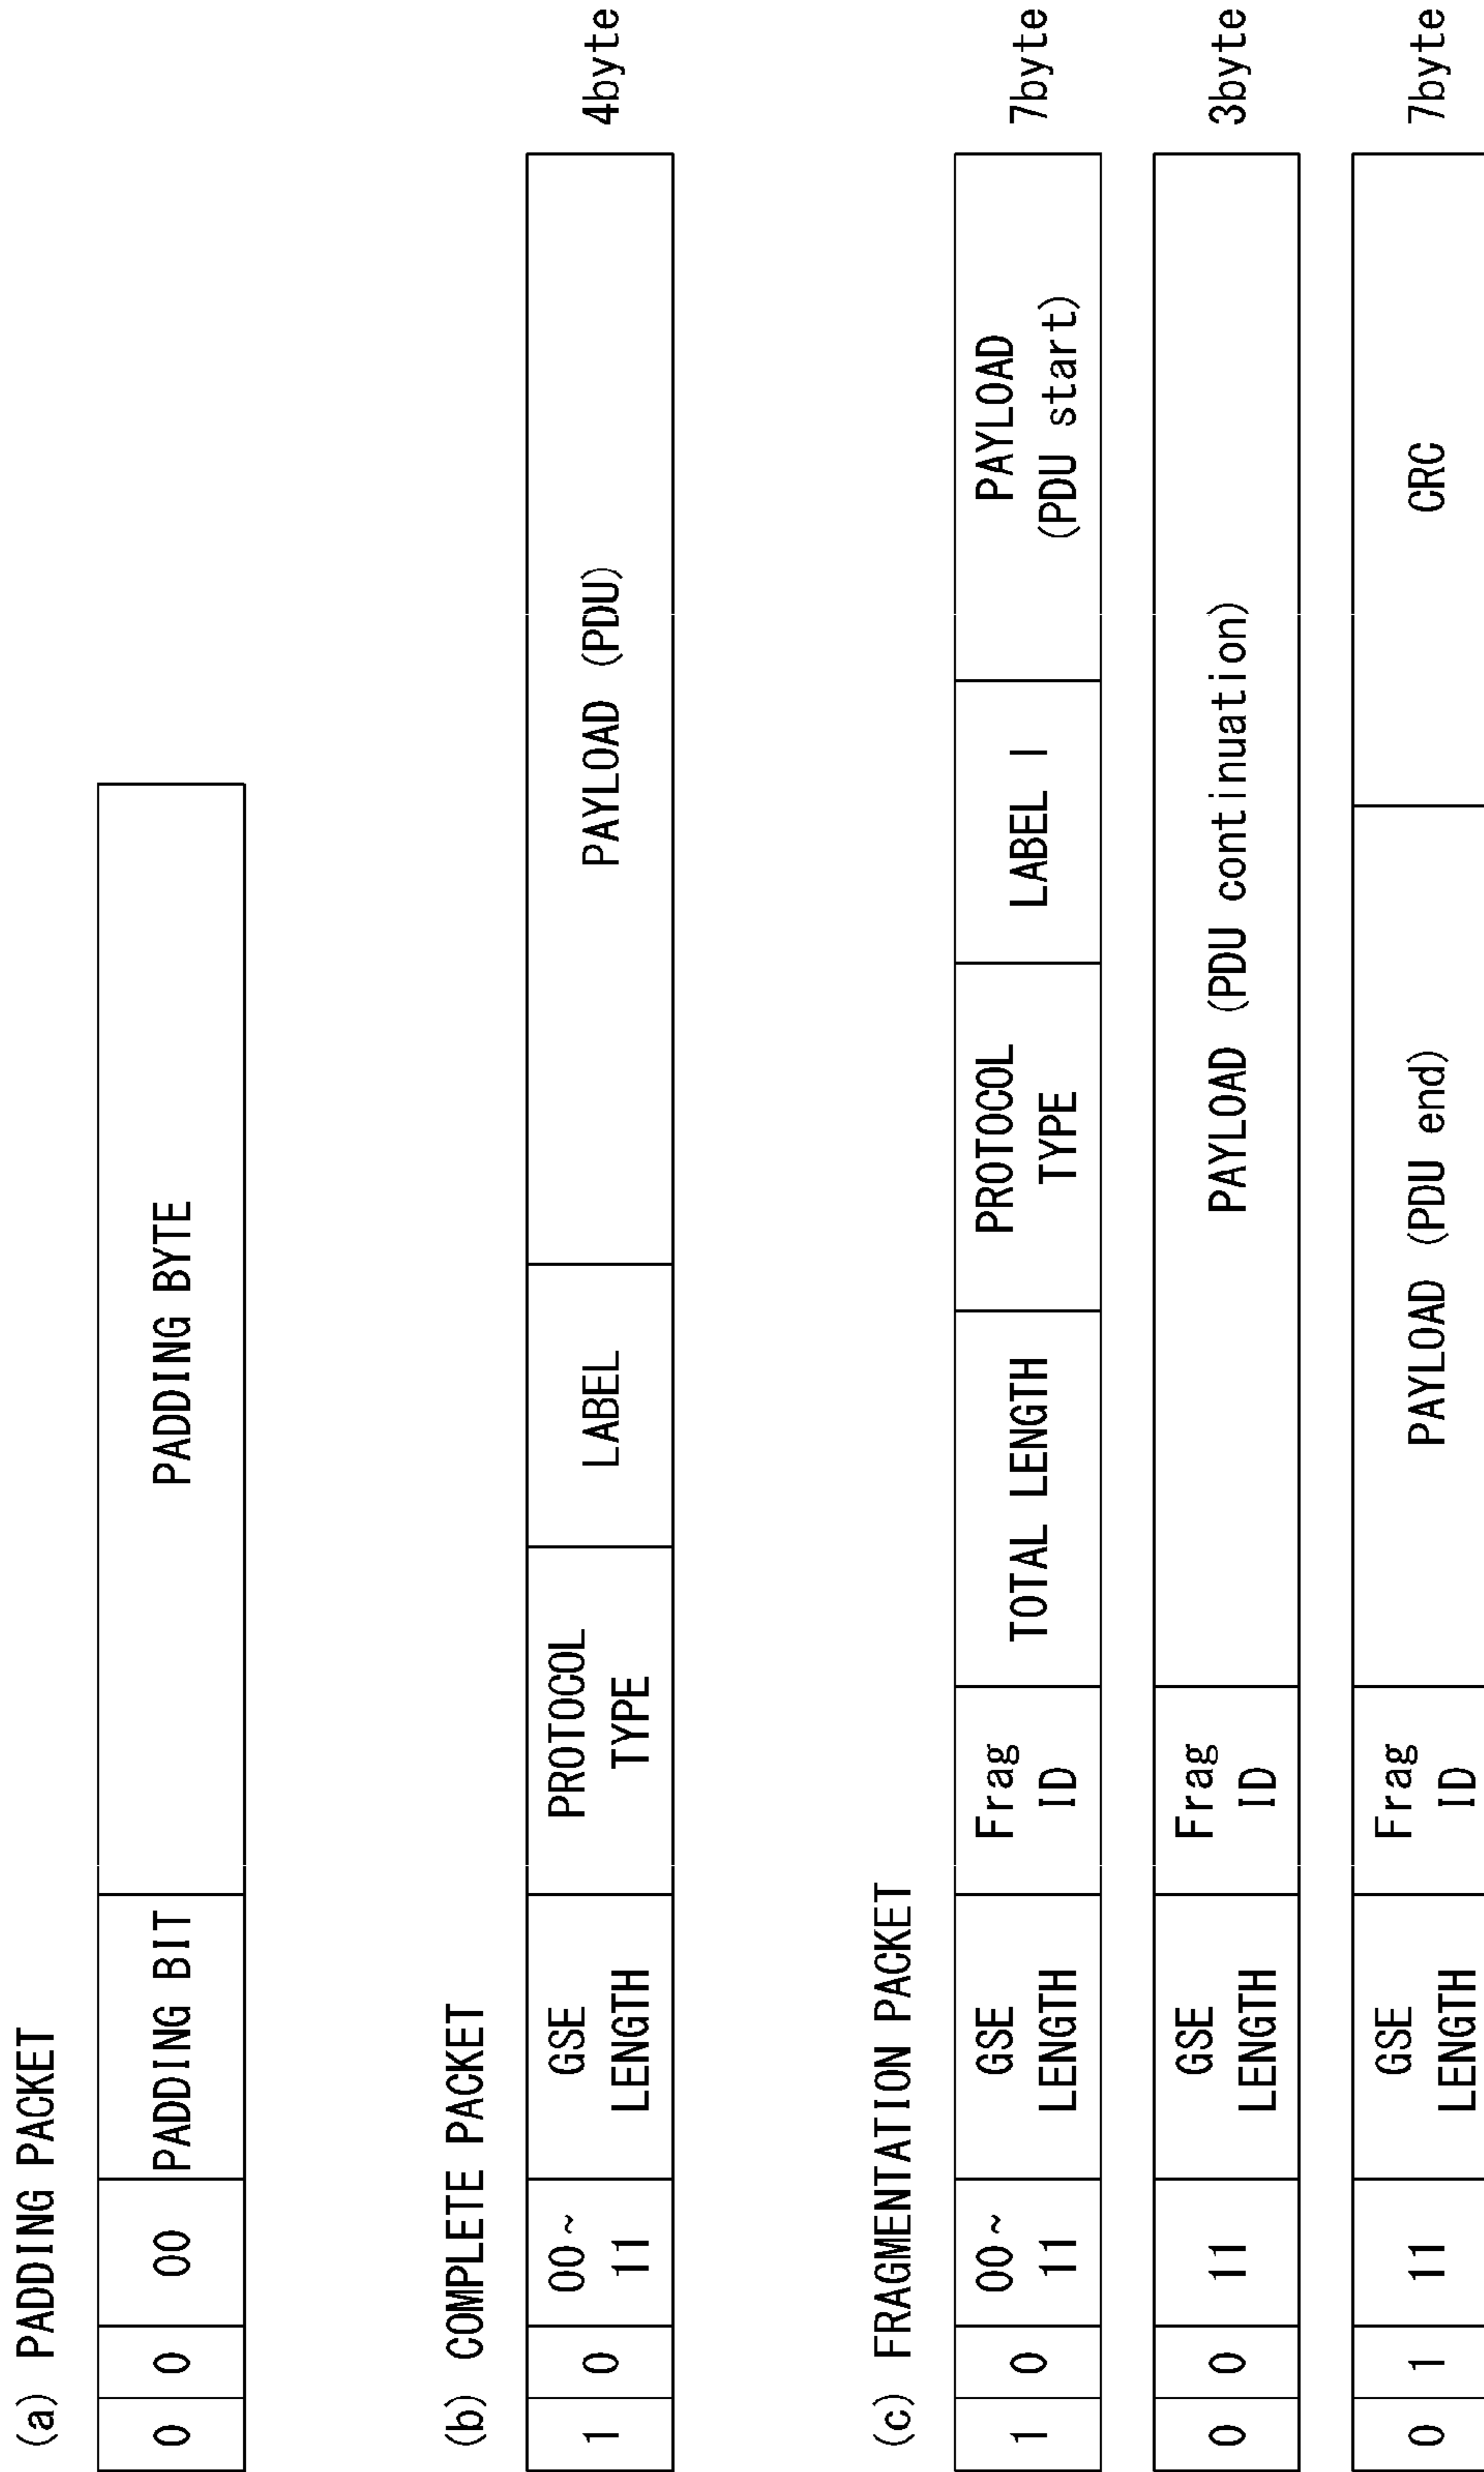 (a) PADDING PACKET
0 0 00 PADDING BIT PADDING BYTE
(b) COMPLETE PACKET
1 0 00~ 11 GSE LENGTH PROTOCOL TYPE LABEL PAYLOAD (PDU) 4byte
(c) FRAGMENTATION PACKET
1 0 00~ 11 GSE LENGTH Frag ID TOTAL LENGTH PROTOCOL TYPE LABEL I PAYLOAD (PDU start) 7byte
0 0 11 GSE LENGTH Frag ID PAYLOAD (PDU continuation) 3byte
0 1 11 GSE LENGTH Frag ID PAYLOAD (PDU end) CRC 7byte